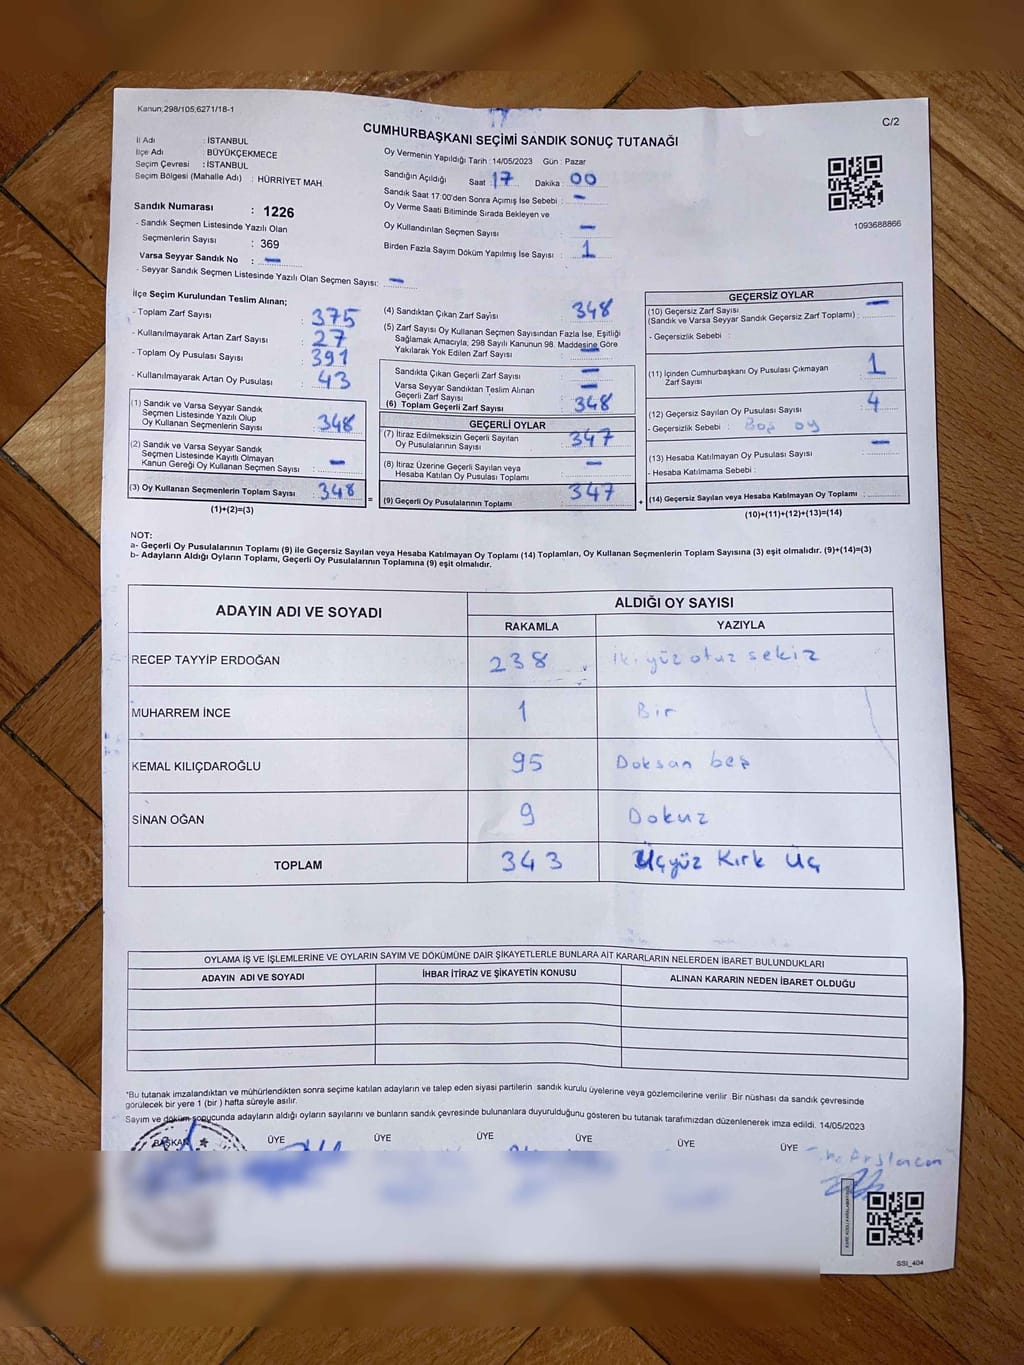 Kanun;298/105,6271/18-1
C/2
CUMHURBAŞKANI SEÇİMİ SANDIK SONUÇ TUTANAĞI
İl Adı : İSTANBUL
İlçe Adı : BÜYÜKÇEKMECE
Seçim Çevresi : İSTANBUL
Seçim Bölgesi (Mahalle Adı) : HÜRRİYET MAH.
Sandık Numarası : 1226
- Sandık Seçmen Listesinde Yazılı Olan
Seçmenlerin Sayısı : 369
Varsa Seyyar Sandık No : -
- Seyyar Sandık Seçmen Listesinde Yazılı Olan Seçmen Sayısı: -
Oy Vermenin Yapıldığı Tarih : 14/05/2023 Gün : Pazar
Sandığın Açıldığı Saat 17 Dakika : 00
Sandık Saat 17:00'den Sonra Açımış İse Sebebi : -
Oy Verme Saati Bitiminde Sırada Bekleyen ve
Oy Kullandırılan Seçmen Sayısı : -
Birden Fazla Sayım Döküm Yapılmış İse Sayısı : 1
1093688866
İlçe Seçim Kurulundan Teslim Alınan;
- Toplam Zarf Sayısı : 375
- Kullanılmayarak Artan Zarf Sayısı : 27
- Toplam Oy Pusulası Sayısı : 391
- Kullanılmayarak Artan Oy Pusulası : 43
(1) Sandık ve Varsa Seyyar Sandık
Seçmen Listesinde Yazılı Olup
Oy Kullanan Seçmenlerin Sayısı : 348
(2) Sandık ve Varsa Seyyar Sandık
Seçmen Listesinde Kayıtlı Olmayan
Kanun Gereği Oy Kullanan Seçmen Sayısı : -
(3) Oy Kullanan Seçmenlerin Toplam Sayısı : 348 =
(1)+(2)=(3)
(4) Sandıktan Çıkan Zarf Sayısı : 348
(5) Zarf Sayısı Oy Kullanan Seçmen Sayısından Fazla İse, Eşitliği
Sağlamak Amacıyla; 298 Sayılı Kanunun 98. Maddesine Göre
Yakılarak Yok Edilen Zarf Sayısı : -
Sandıkta Çıkan Geçerli Zarf Sayısı : -
Varsa Seyyar Sandıktan Teslim Alınan
Geçerli Zarf Sayısı : -
(6) Toplam Geçerli Zarf Sayısı : 348
GEÇERLİ OYLAR
(7) İtiraz Edilmeksizin Geçerli Sayılan
Oy Pusulalarının Sayısı : 347
(8) İtiraz Üzerine Geçerli Sayılan veya
Hesaba Katılan Oy Pusulası Toplamı : -
(9) Geçerli Oy Pusulalarının Toplamı : 347 +
GEÇERSİZ OYLAR
(10) Geçersiz Zarf Sayısı -
(Sandık ve Varsa Seyyar Sandık Geçersiz Zarf Toplamı) :
- Geçersizlik Sebebi :
(11) İçinden Cumhurbaşkanı Oy Pusulası Çıkmayan
Zarf Sayısı : 1
(12) Geçersiz Sayılan Oy Pusulası Sayısı : 4
- Geçersizlik Sebebi : Boş oy
(13) Hesaba Katılmayan Oy Pusulası Sayısı : -
- Hesaba Katılmama Sebebi :
(14) Geçersiz Sayılan veya Hesaba Katılmayan Oy Toplamı :
(10)+(11)+(12)+(13)=(14)
NOT:
a- Geçerli Oy Pusulalarının Toplamı (9) ile Geçersiz Sayılan veya Hesaba Katılmayan Oy Toplamı (14) Toplamları, Oy Kullanan Seçmenlerin Toplam Sayısına (3) eşit olmalıdır. (9)+(14)=(3)
b- Adayların Aldığı Oyların Toplamı, Geçerli Oy Pusulalarının Toplamına (9) eşit olmalıdır.
ADAYIN ADI VE SOYADI ALDIĞI OY SAYISI
RAKAMLA YAZIYLA
RECEP TAYYİP ERDOĞAN 238 İkiyüz otuz sekiz
MUHARREM İNCE 1 Bir
KEMAL KILIÇDAROĞLU 95 Doksan beş
SİNAN OĞAN 9 Dokuz
TOPLAM 343 Üçyüz Kırk Üç
OYLAMA İŞ VE İŞLEMLERİNE VE OYLARIN SAYIM VE DÖKÜMÜNE DAİR ŞİKAYETLERLE BUNLARA AİT KARARLARIN NELERDEN İBARET BULUNDUKLARI
ADAYIN ADI VE SOYADI İHBAR İTİRAZ VE ŞİKAYETİN KONUSU ALINAN KARARIN NEDEN İBARET OLDUĞU
*Bu tutanak imzalandıktan ve mühürlendikten sonra seçime katılan adayların ve talep eden siyasi partilerin sandık kurulu üyelerine veya gözlemcilerine verilir. Bir nüshası da sandık çevresinde
görülecek bir yere 1 (bir ) hafta süreyle asılır.
Sayım ve döküm sonucunda adayların aldığı oyların sayılarını ve bunların sandık çevresinde bulunanlara duyurulduğunu gösteren bu tutanak tarafımızdan düzenlenerek imza edildi. 14/05/2023
BAŞKAN ÜYE ÜYE ÜYE ÜYE ÜYE ÜYE
SSI_404